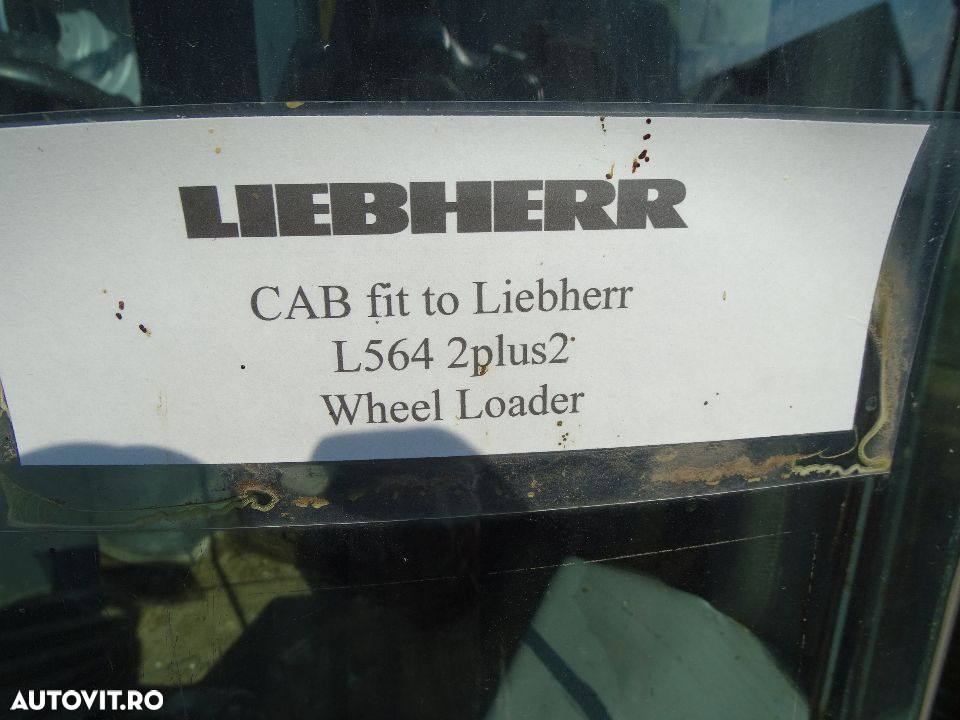 LIEBHERR
CAB fit to Liebherr
L564 2plus2
Wheel Loader
AUTOVIT.RO